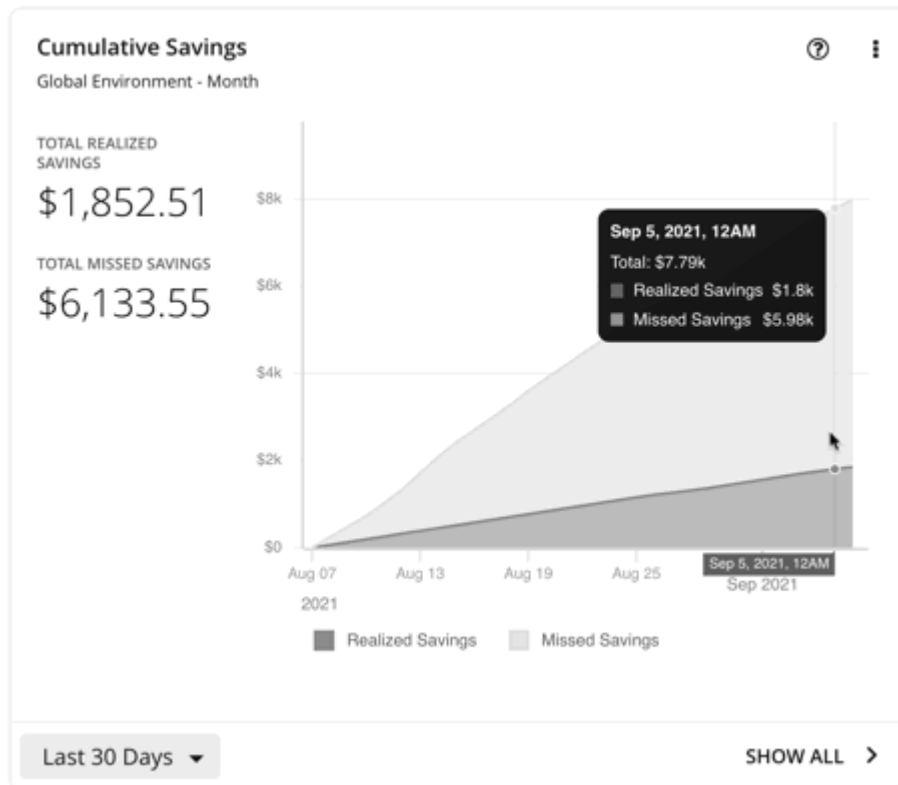 Cumulative Savings
Global Environment - Month
TOTAL REALIZED
SAVINGS
$1,852.51
TOTAL MISSED SAVINGS
$6,133.55
$8k
$6k
$4k
$2k
$0
Sep 5, 2021, 12AM
Total: $7.79k
Realized Savings $1.8k
Missed Savings $5.98k
Aug 07
Aug 13
Aug 19
Aug 25
Sep 5, 2021, 12AM
Sep 2021
2021
Realized Savings
Missed Savings
Last 30 Days
SHOW ALL